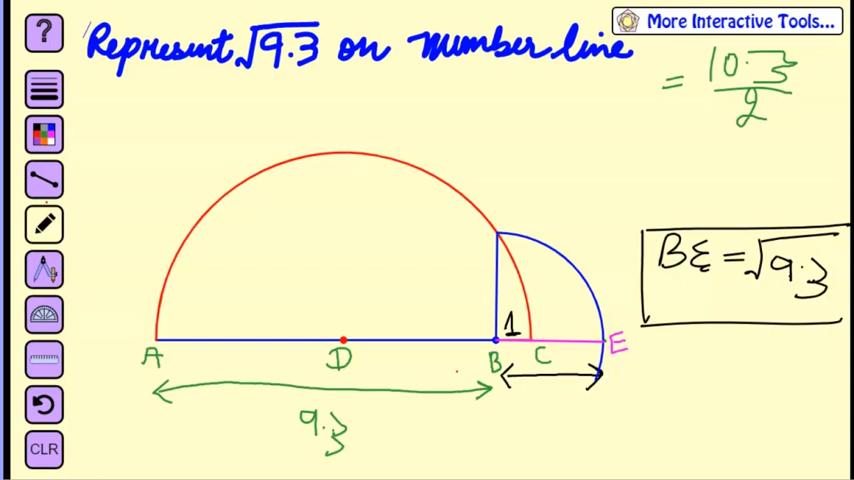 ?
More Interactive Tools...
Represent √9.3 on number line
= 10.3
2
BE = √9.3
1
A D B C E
9.3
CLR